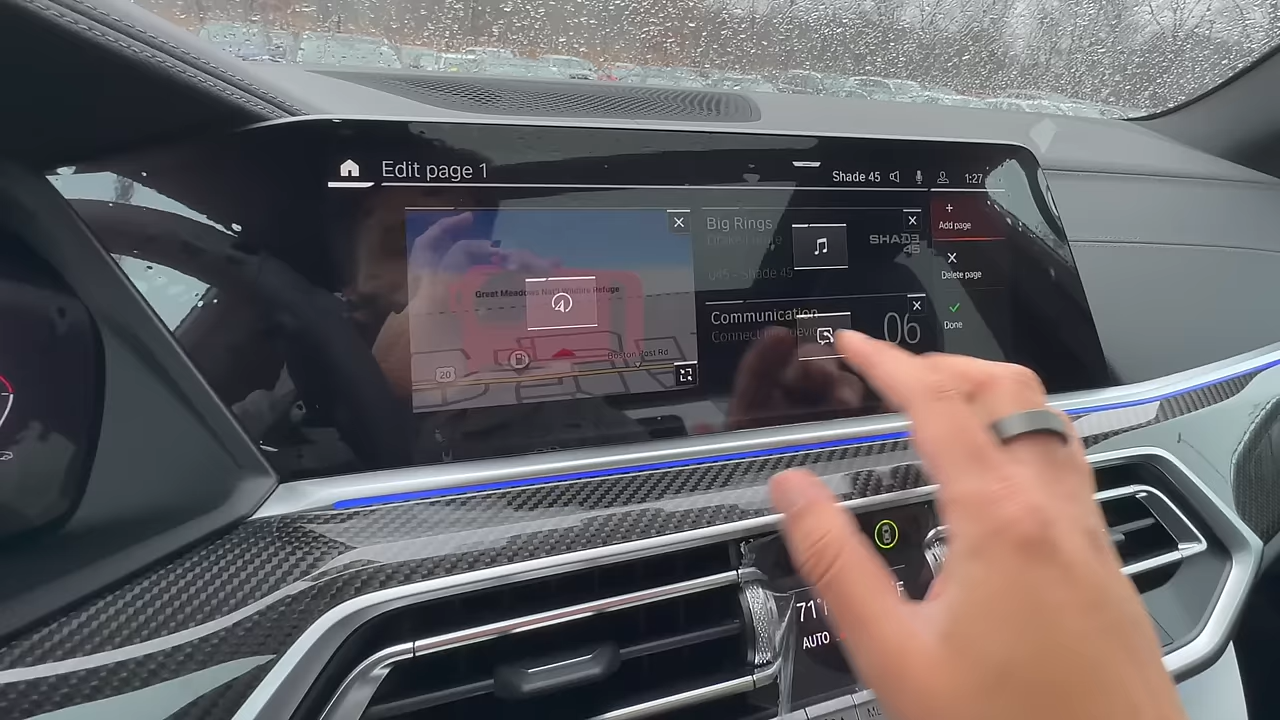 Edit page 1
Shade 45
1:27
Great Meadows Nat'l Wildlife Refuge
20
Boston Post Rd
Big Rings
SHADE 45
Communication
06
Add page
Delete page
Done
71°
AUTO